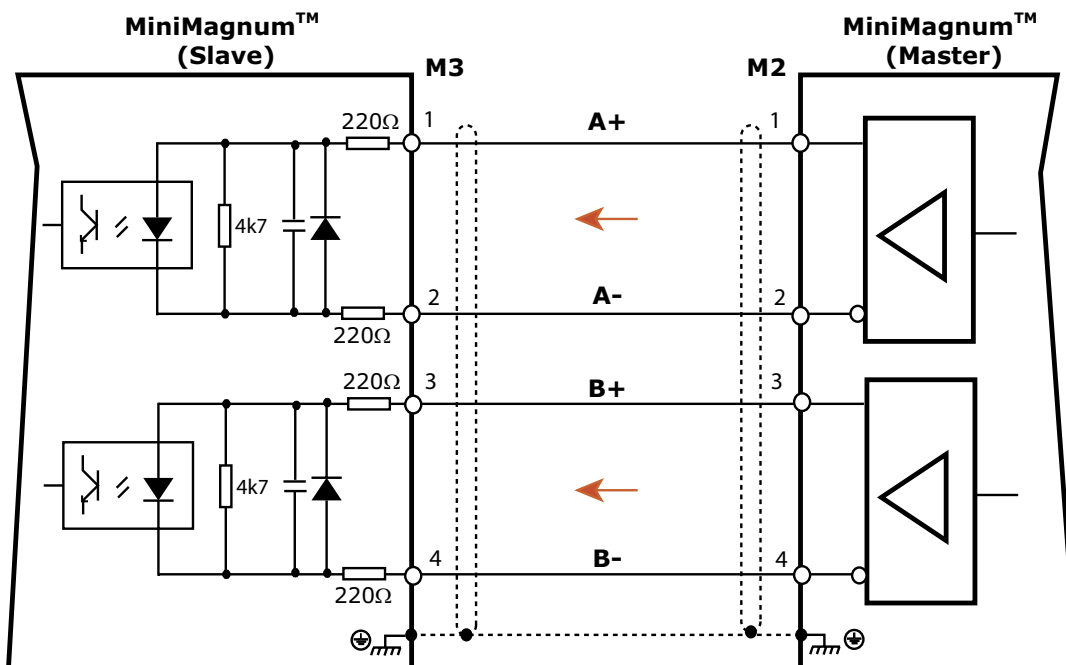 MiniMagnum™
(Slave)
MiniMagnum™
(Master)
M3
M2
220Ω
1
A+
1
4k7
220Ω
2
A-
2
220Ω
3
B+
3
4k7
220Ω
4
B-
4